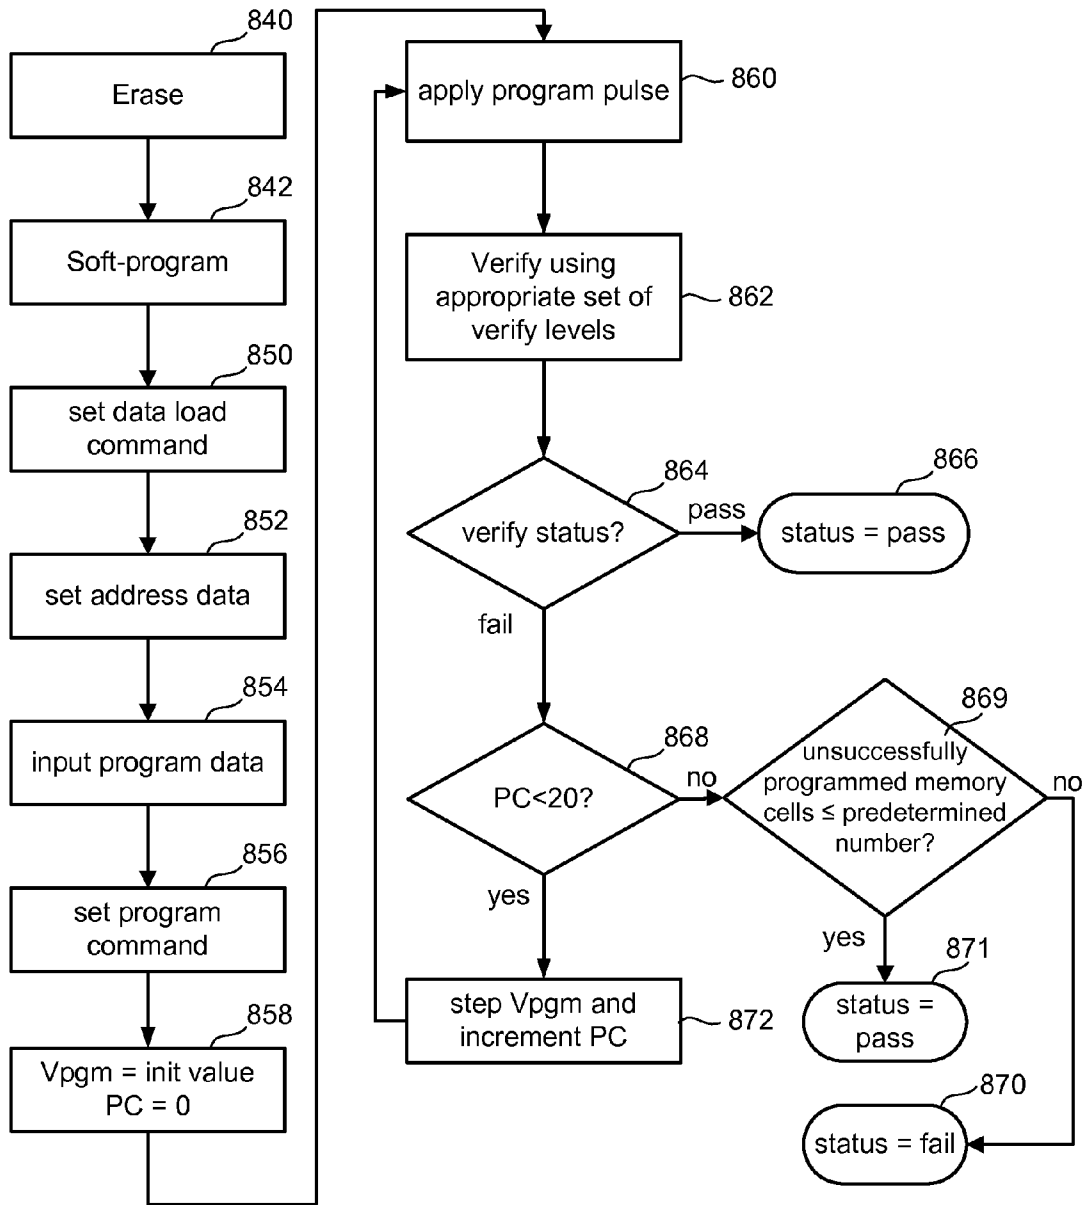 840
Erase
842
Soft-program
850
set data load
command
852
set address data
854
input program data
856
set program
command
858
Vpgm = init value
PC = 0
apply program pulse
860
Verify using
appropriate set of
verify levels
862
864
verify status?
pass
866
status = pass
fail
868
PC<20?
no
869
unsuccessfully
programmed memory
cells ≤ predetermined
number?
no
yes
yes
871
status =
pass
step Vpgm and
increment PC
872
870
status = fail